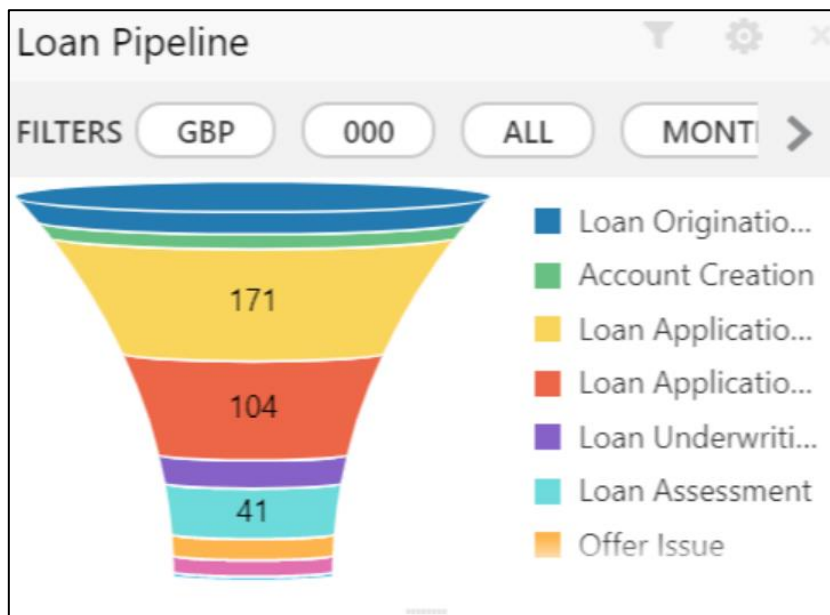 Loan Pipeline
FILTERS GBP 000 ALL MONT
171
104
41
Loan Originatio...
Account Creation
Loan Applicatio...
Loan Applicatio...
Loan Underwriti...
Loan Assessment
Offer Issue